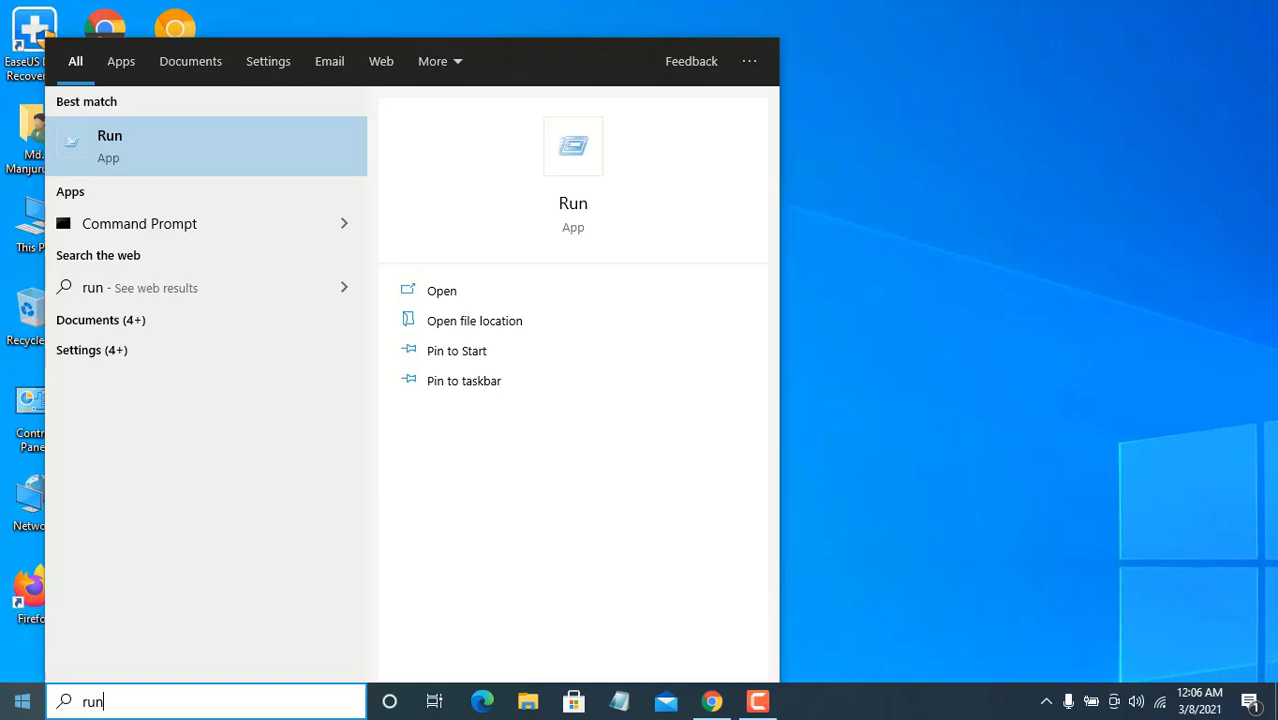 All Apps Documents Settings Email Web More Feedback ...
Best match
Run
App
Apps
Command Prompt
Search the web
run - See web results
Documents (4+)
Settings (4+)
Run
App
Open
Open file location
Pin to Start
Pin to taskbar
EaseUS
Recove
Md.
Manjuru
This P
Recycle
Contr
Pane
Netwo
Firefo
run
12:06 AM
3/8/2021
1